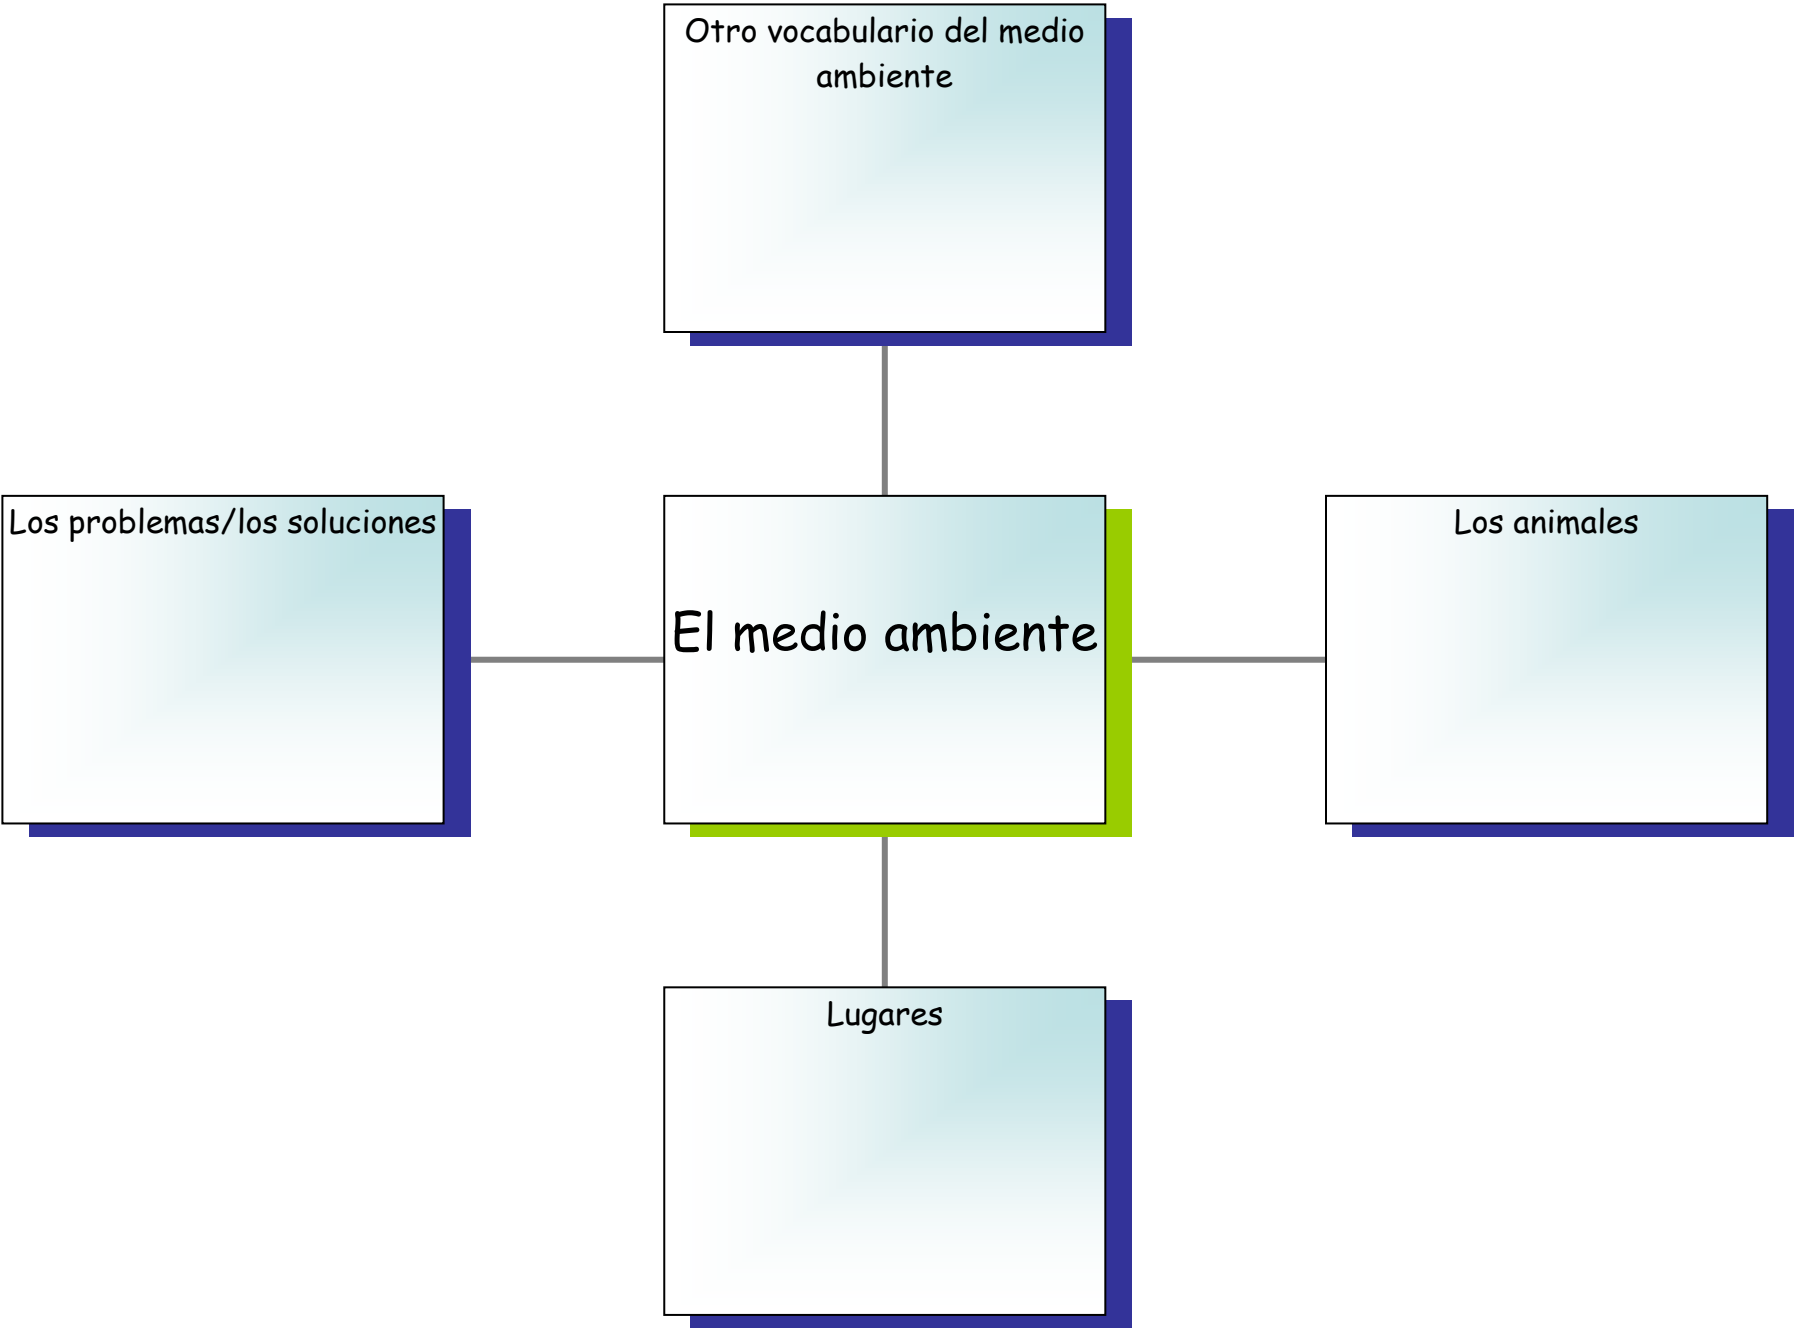 Otro vocabulario del medio
ambiente
Los problemas/los soluciones
El medio ambiente
Los animales
Lugares